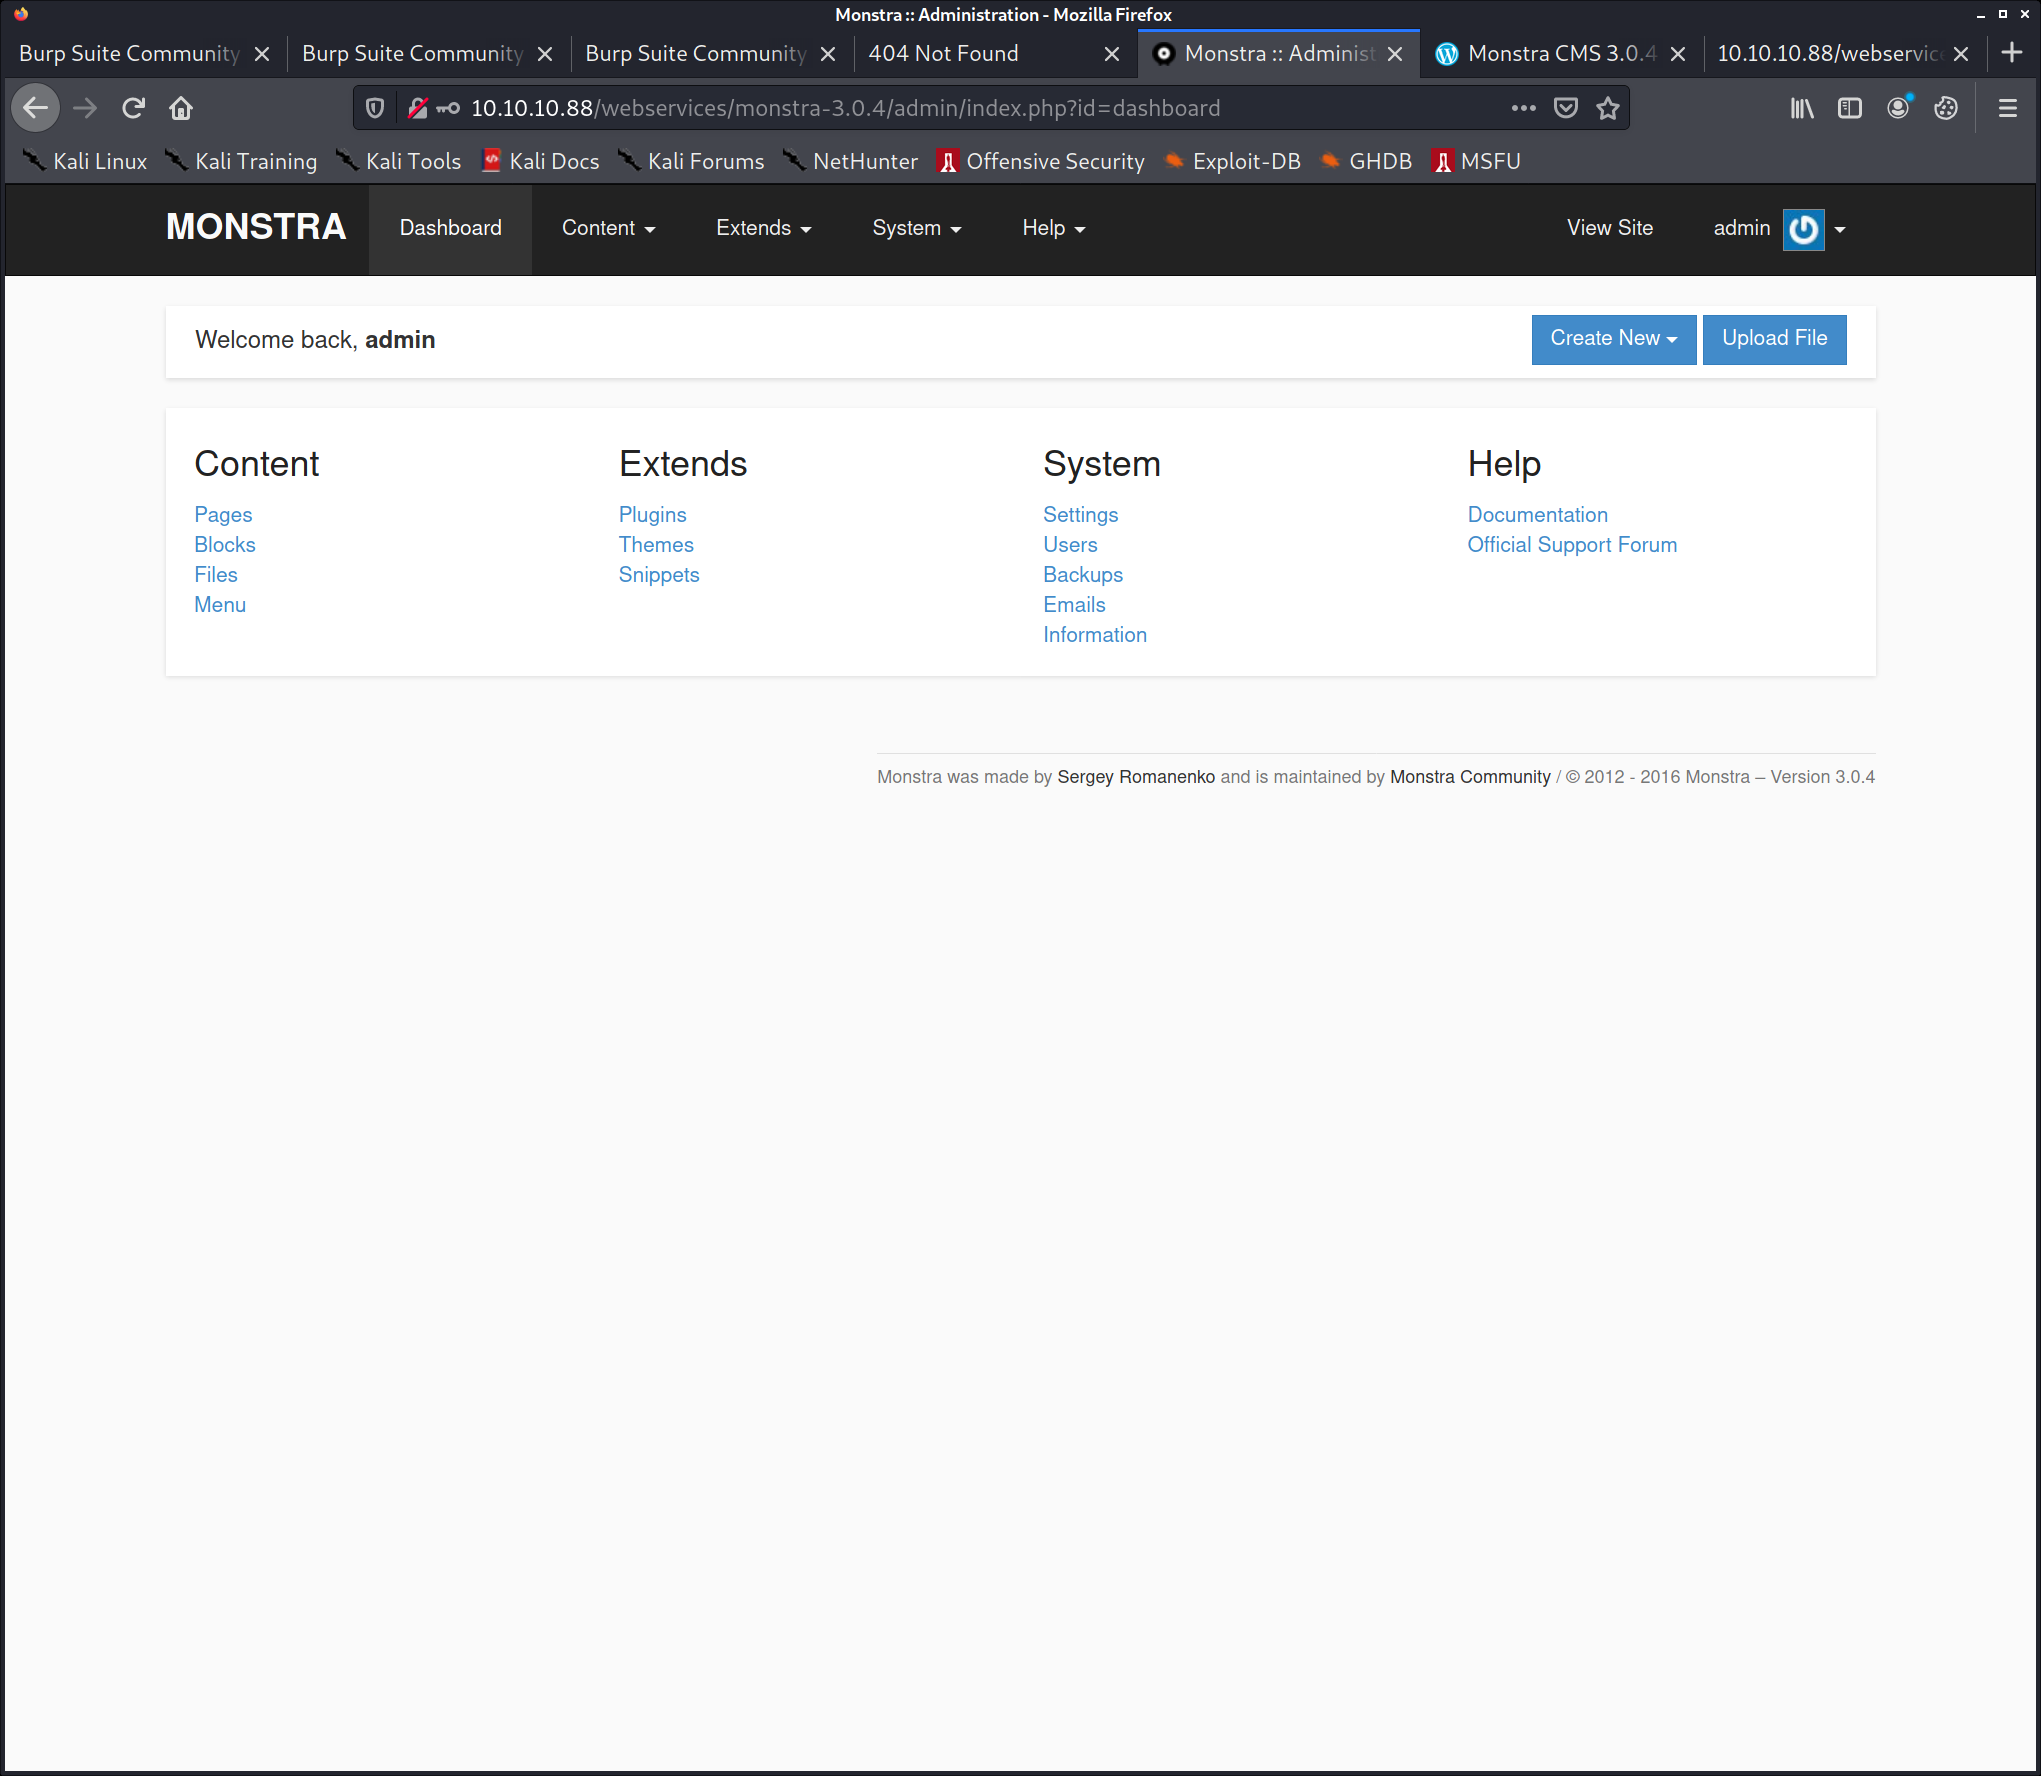 Monstra :: Administration - Mozilla Firefox
Burp Suite Community
Burp Suite Community
Burp Suite Community
404 Not Found
Monstra :: Administ
Monstra CMS 3.0.4
10.10.10.88/webservice
10.10.10.88/webservices/monstra-3.0.4/admin/index.php?id=dashboard
Kali Linux
Kali Training
Kali Tools
Kali Docs
Kali Forums
NetHunter
Offensive Security
Exploit-DB
GHDB
MSFU
MONSTRA
Dashboard
Content
Extends
System
Help
View Site
admin
Welcome back, admin
Create New
Upload File
Content
Pages
Blocks
Files
Menu
Extends
Plugins
Themes
Snippets
System
Settings
Users
Backups
Emails
Information
Help
Documentation
Official Support Forum
Monstra was made by Sergey Romanenko and is maintained by Monstra Community / © 2012 - 2016 Monstra – Version 3.0.4